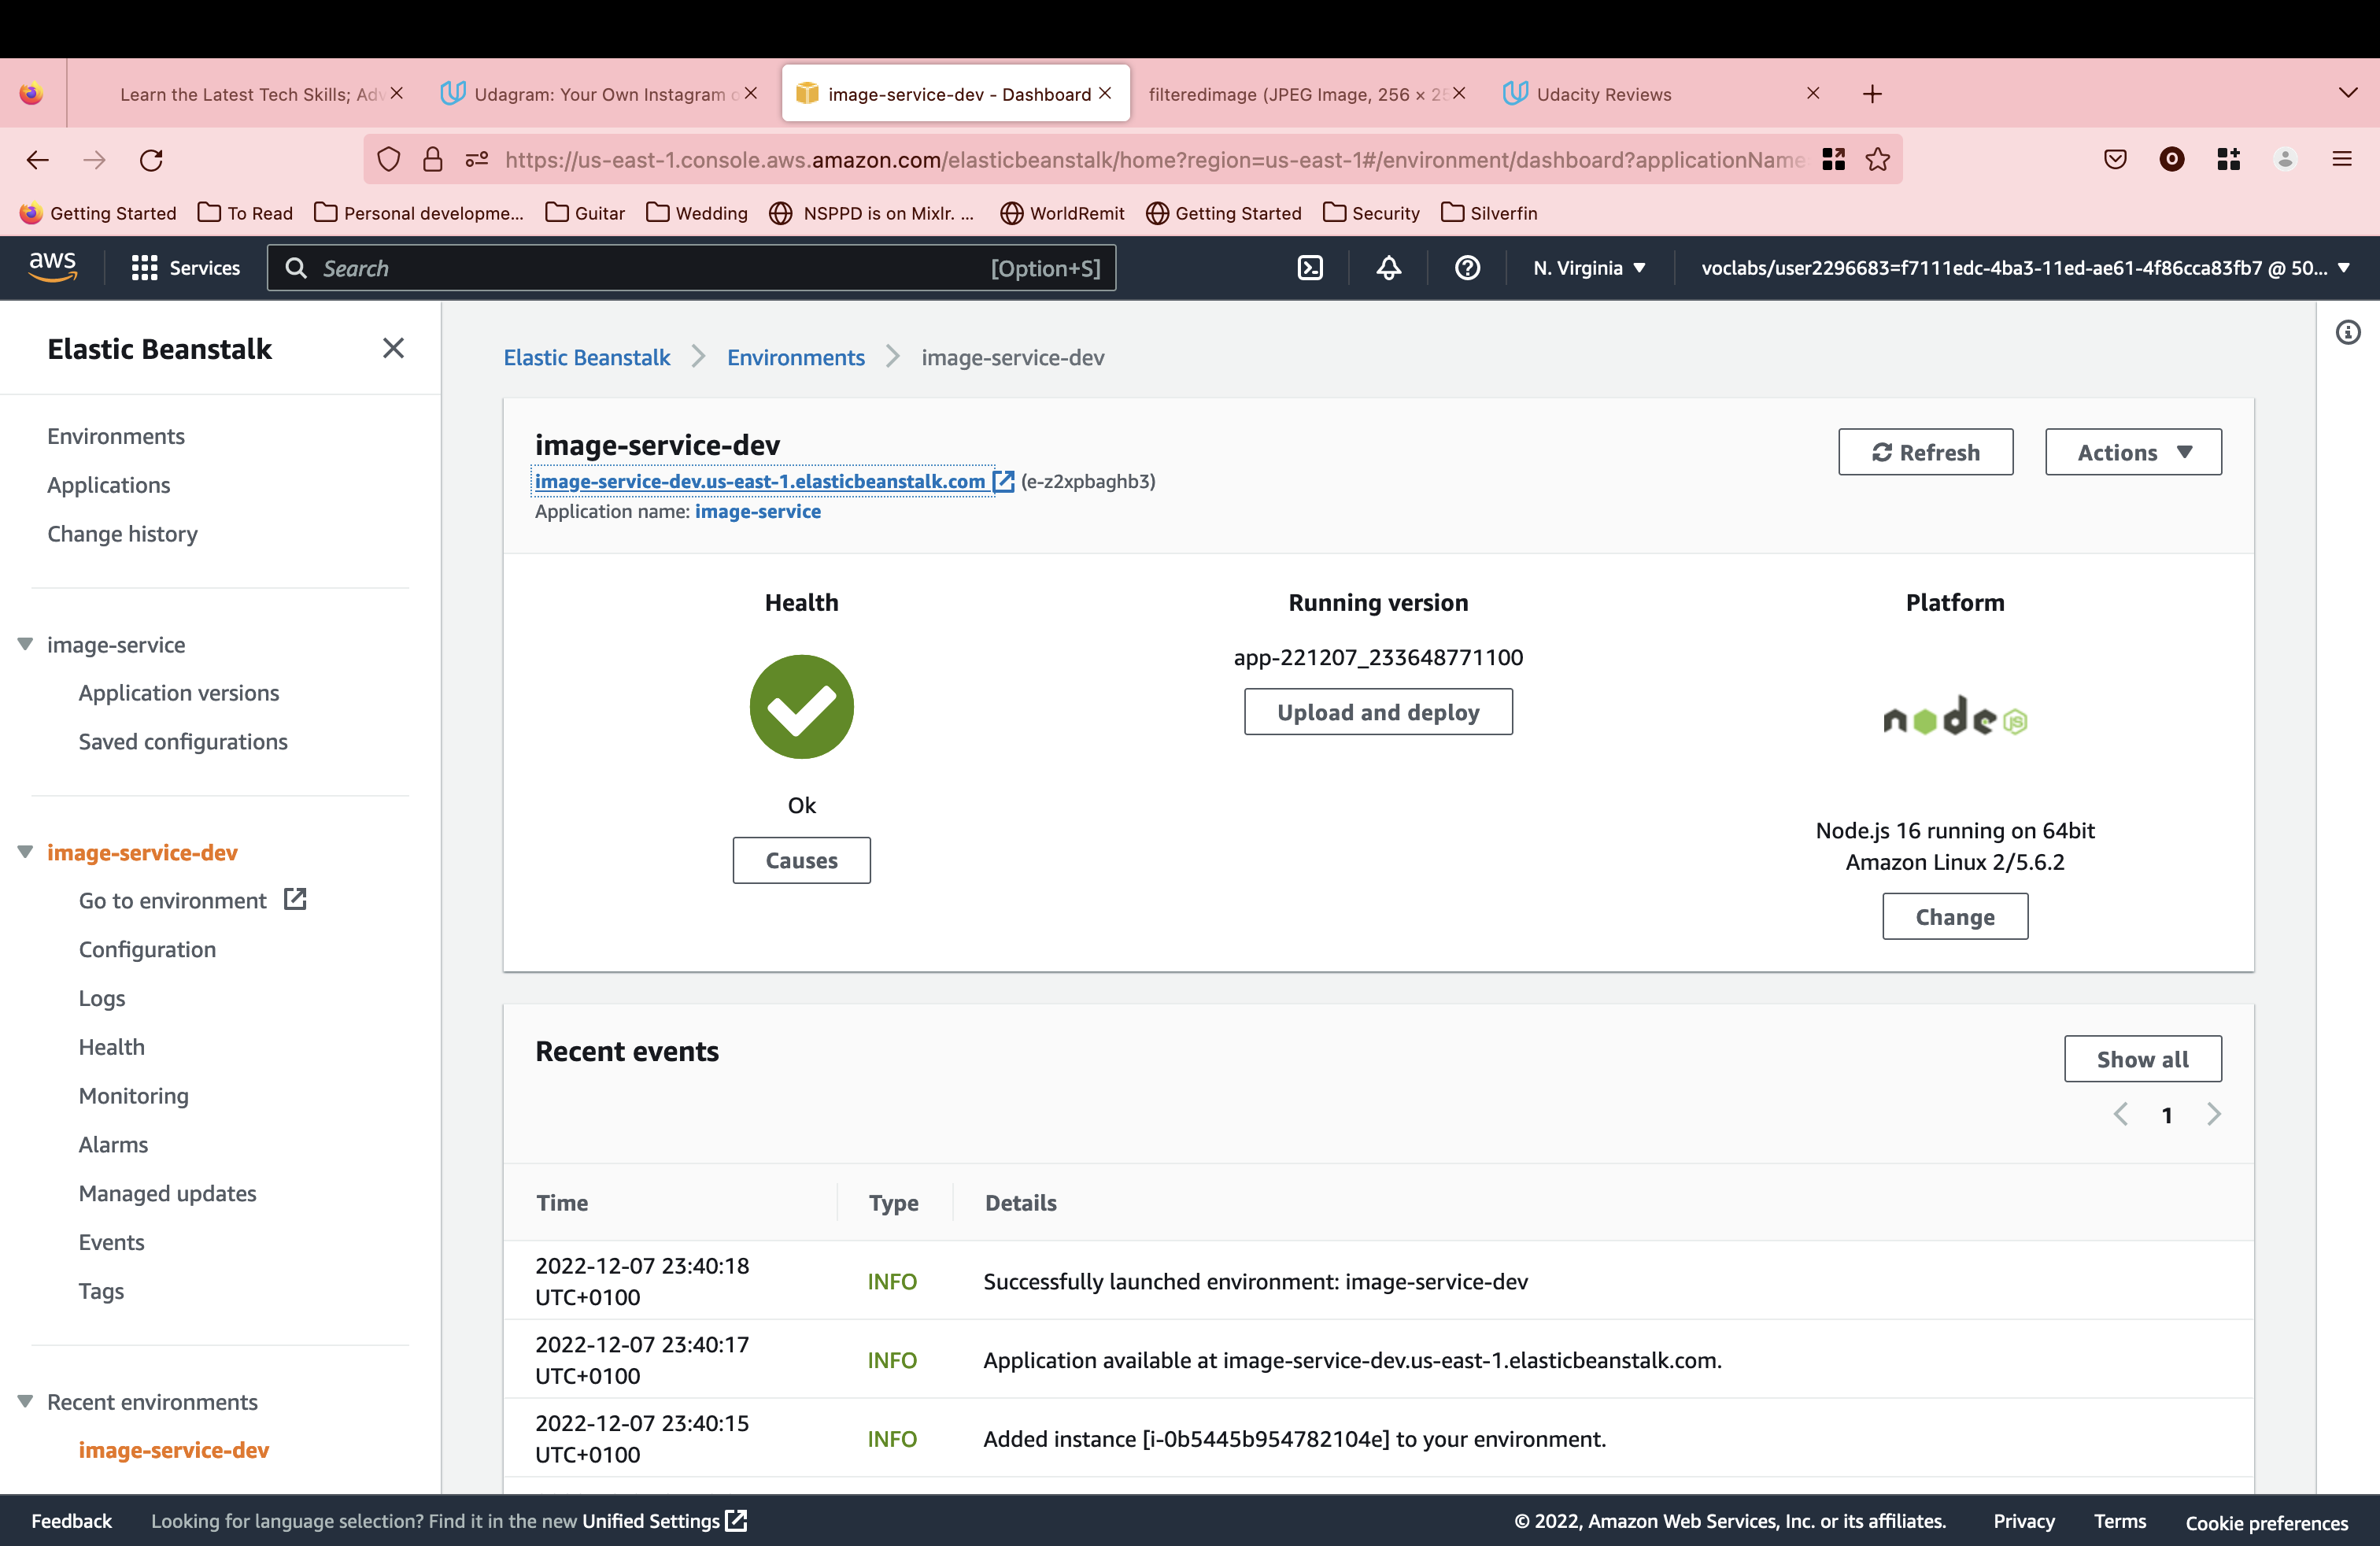 Learn the Latest Tech Skills; Adv
Udagram: Your Own Instagram o
image-service-dev - Dashboard
filteredimage (JPEG Image, 256 × 25
Udacity Reviews
https://us-east-1.console.aws.amazon.com/elasticbeanstalk/home?region=us-east-1#/environment/dashboard?applicationName
Getting Started
To Read
Personal developme...
Guitar
Wedding
NSPPD is on Mixlr. ...
WorldRemit
Getting Started
Security
Silverfin
aws
Services
Search
[Option+S]
N. Virginia
voclabs/user2296683=f7111edc-4ba3-11ed-ae61-4f86cca83fb7 @ 50...
Elastic Beanstalk
Environments
Applications
Change history
image-service
Application versions
Saved configurations
image-service-dev
Go to environment
Configuration
Logs
Health
Monitoring
Alarms
Managed updates
Events
Tags
Recent environments
image-service-dev
Elastic Beanstalk
Environments
image-service-dev
image-service-dev
image-service-dev.us-east-1.elasticbeanstalk.com (e-z2xpbaghb3)
Application name: image-service
Refresh
Actions
Health
Ok
Causes
Running version
app-221207_233648771100
Upload and deploy
Platform
node JS
Node.js 16 running on 64bit
Amazon Linux 2/5.6.2
Change
Recent events
Show all
1
Time Type Details
2022-12-07 23:40:18
UTC+0100
INFO
Successfully launched environment: image-service-dev
2022-12-07 23:40:17
UTC+0100
INFO
Application available at image-service-dev.us-east-1.elasticbeanstalk.com.
2022-12-07 23:40:15
UTC+0100
INFO
Added instance [i-0b5445b954782104e] to your environment.
Feedback
Looking for language selection? Find it in the new Unified Settings
© 2022, Amazon Web Services, Inc. or its affiliates.
Privacy
Terms
Cookie preferences